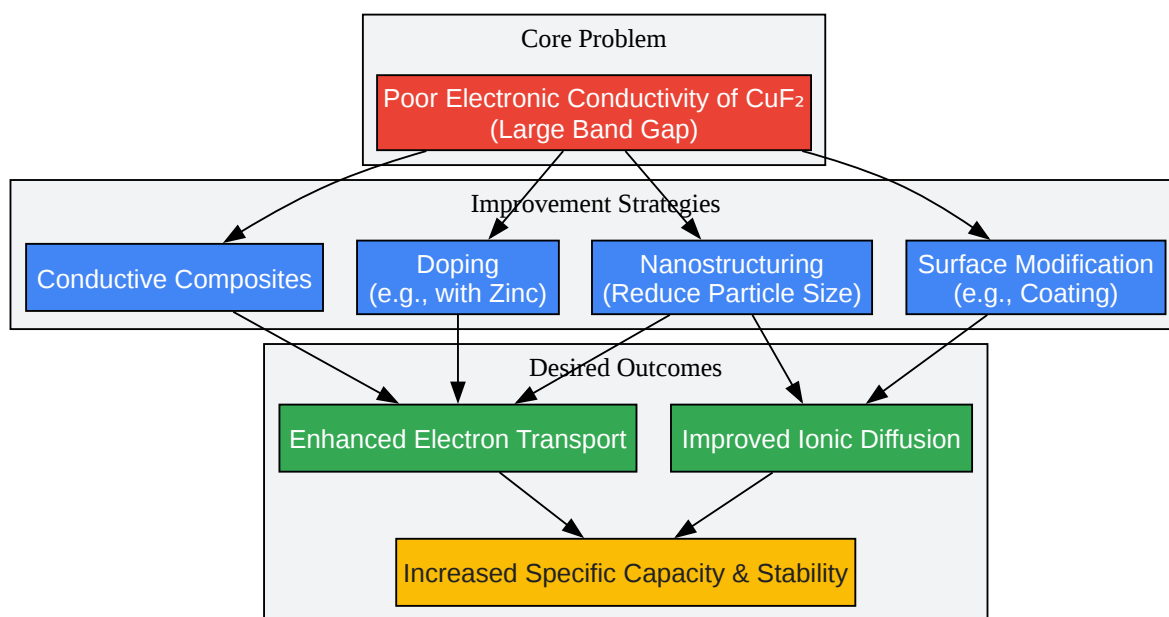 Core Problem
Poor Electronic Conductivity of CuF₂
(Large Band Gap)
Improvement Strategies
Conductive Composites
Doping
(e.g., with Zinc)
Nanostructuring
(Reduce Particle Size)
Surface Modification
(e.g., Coating)
Desired Outcomes
Enhanced Electron Transport
Improved Ionic Diffusion
Increased Specific Capacity & Stability